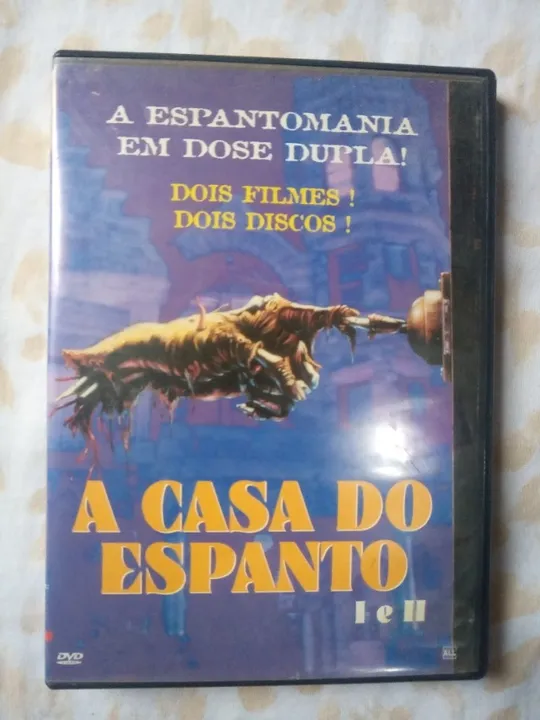 A ESPANTOMANIA
EM DOSE DUPLA!
DOIS FILMES !
DOIS DISCOS !
A CASA DO
ESPANTO
I e II
DVD